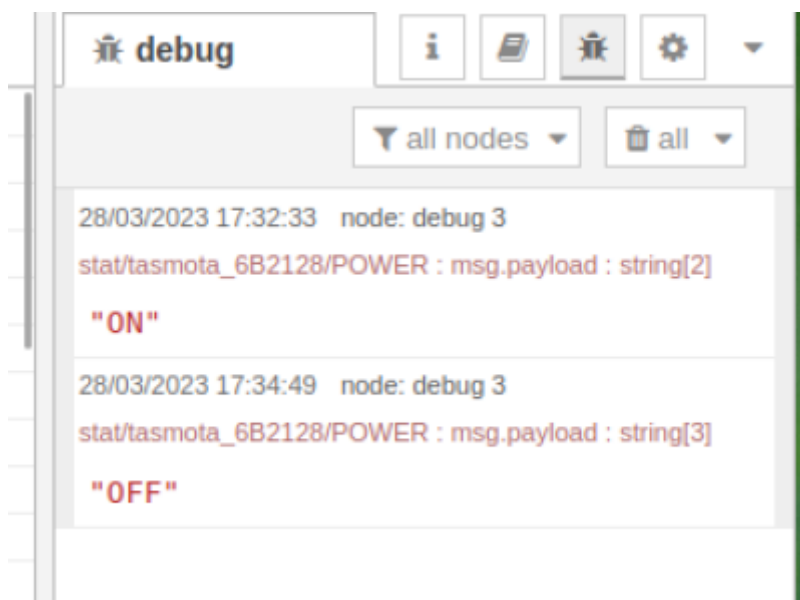 debug
all nodes
all
28/03/2023 17:32:33 node: debug 3
stat/tasmota_6B2128/POWER : msg.payload : string[2]
"ON"
28/03/2023 17:34:49 node: debug 3
stat/tasmota_6B2128/POWER : msg.payload : string[3]
"OFF"